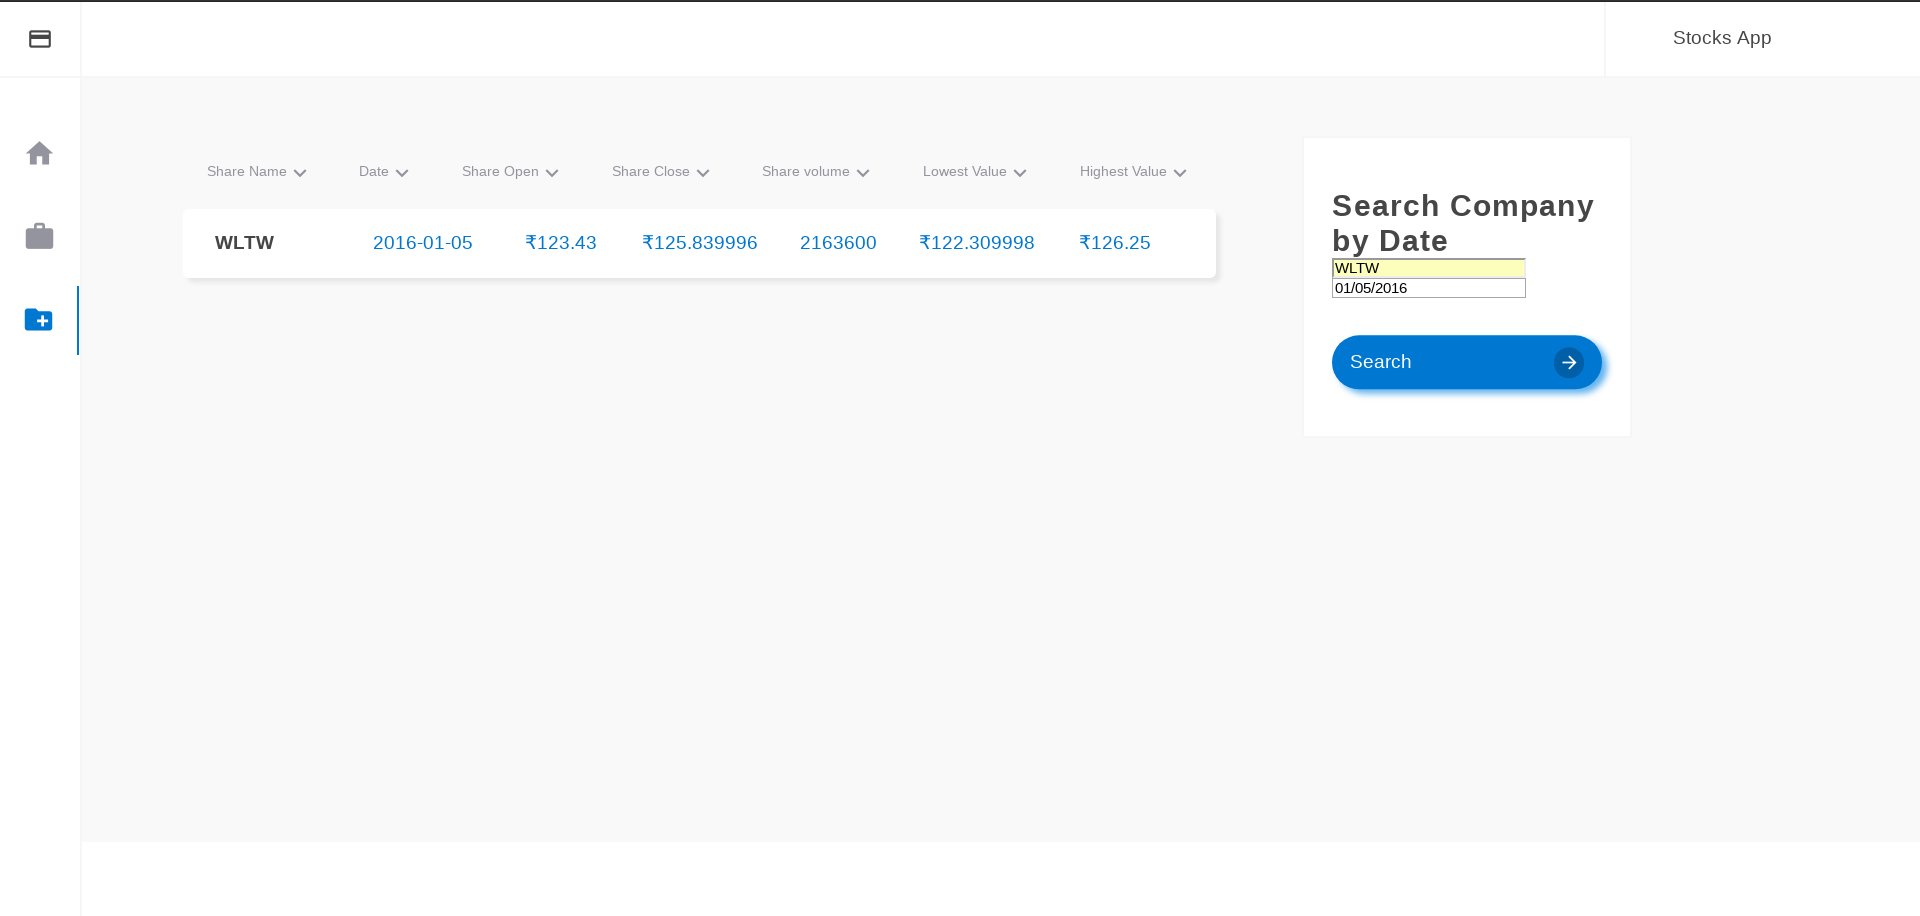 Stocks App
Share Name Date Share Open Share Close Share volume Lowest Value Highest Value
WLTW 2016-01-05 ₹123.43 ₹125.839996 2163600 ₹122.309998 ₹126.25
Search Company
by Date
WLTW
01/05/2016
Search